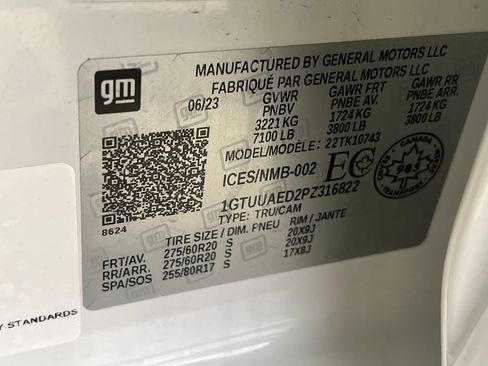 MANUFACTURED BY GENERAL MOTORS LLC
FABRIQUÉ PAR GENERAL MOTORS LLC
gm
06/23 GVWR GAWR FRT GAWR RR
PNBV PNBE AV. PNBE ARR.
3221 KG 1724 KG 1724 KG
7100 LB 3800 LB 3800 LB
MODEL/MODÈLE: 22TK10743
ICES/NMB-002 EC CANADA 985
1GTUUAED2PZ316822
8624
TYPE: TRU/CAM
TIRE SIZE / DIM. PNEU RIM / JANTE
FRT/AV. 275/60R20 S 20X9J
RR/ARR. 275/60R20 S 20X9J
SPA/SOS 255/80R17 S 17X8J
Y STANDARDS